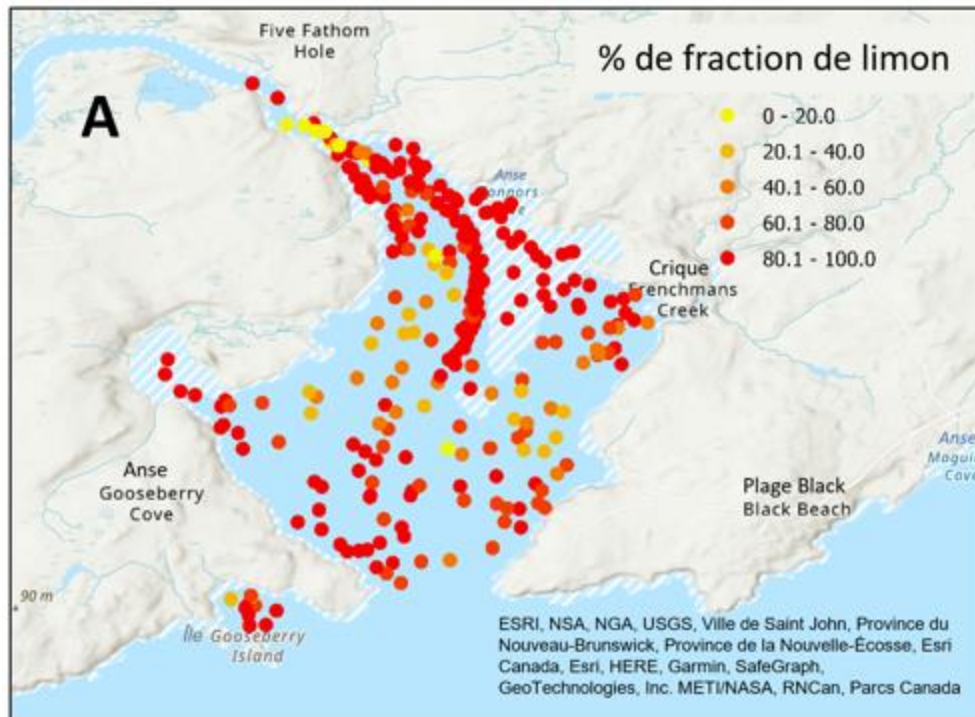 Five Fathom
Hole
% de fraction de limon
A
0 - 20.0
20.1 - 40.0
40.1 - 60.0
60.1 - 80.0
80.1 - 100.0
Anse
Crique
Frenchmans
Creek
Anse
Gooseberry
Cove
Anse
Cove
Plage Black
Black Beach
90 m
Île Gooseberry
Island
ESRI, NSA, NGA, USGS, Ville de Saint John, Province du
Nouveau-Brunswick, Province de la Nouvelle-Écosse, Esri
Canada, Esri, HERE, Garmin, SafeGraph,
GeoTechnologies, Inc. METI/NASA, RNCan, Parcs Canada